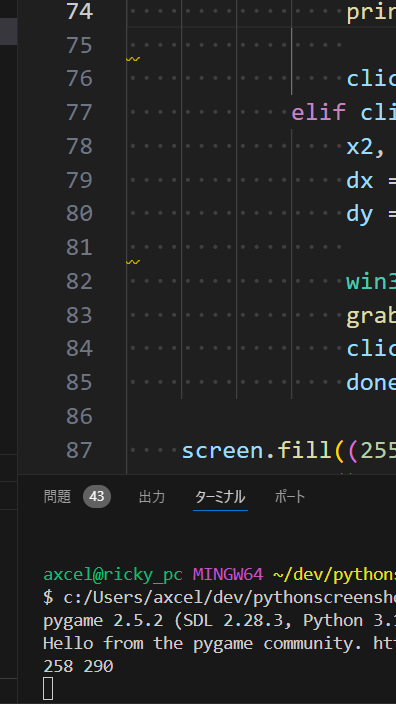 74 prin
75
76 clic
77 elif cli
78 x2,
79 dx =
80 dy =
81
82 win3
83 grab
84 clic
85 done
86
87 screen.fill((255
問題 43 出力 ターミナル ポート
axcel@ricky_pc MINGW64 ~/dev/pythons
$ c:/Users/axcel/dev/pythonscreensho
pygame 2.5.2 (SDL 2.28.3, Python 3.1
Hello from the pygame community. htt
258 290